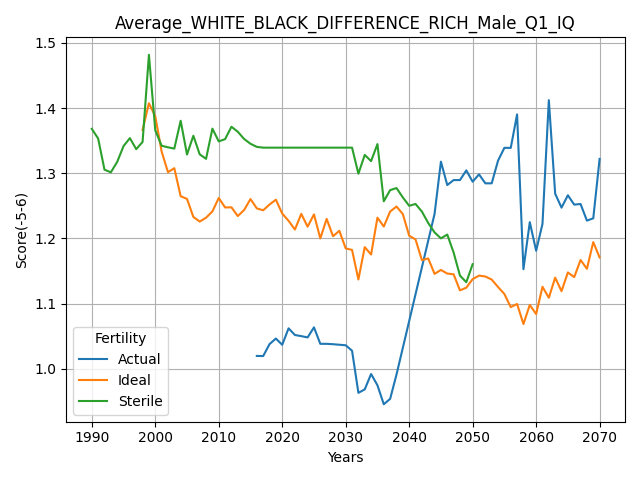 Average_WHITE_BLACK_DIFFERENCE_RICH_Male_Q1_IQ
Score(-5-6)
1.5
1.4
1.3
1.2
1.1
1.0
Fertility
Actual
Ideal
Sterile
1990 2000 2010 2020 2030 2040 2050 2060 2070
Years